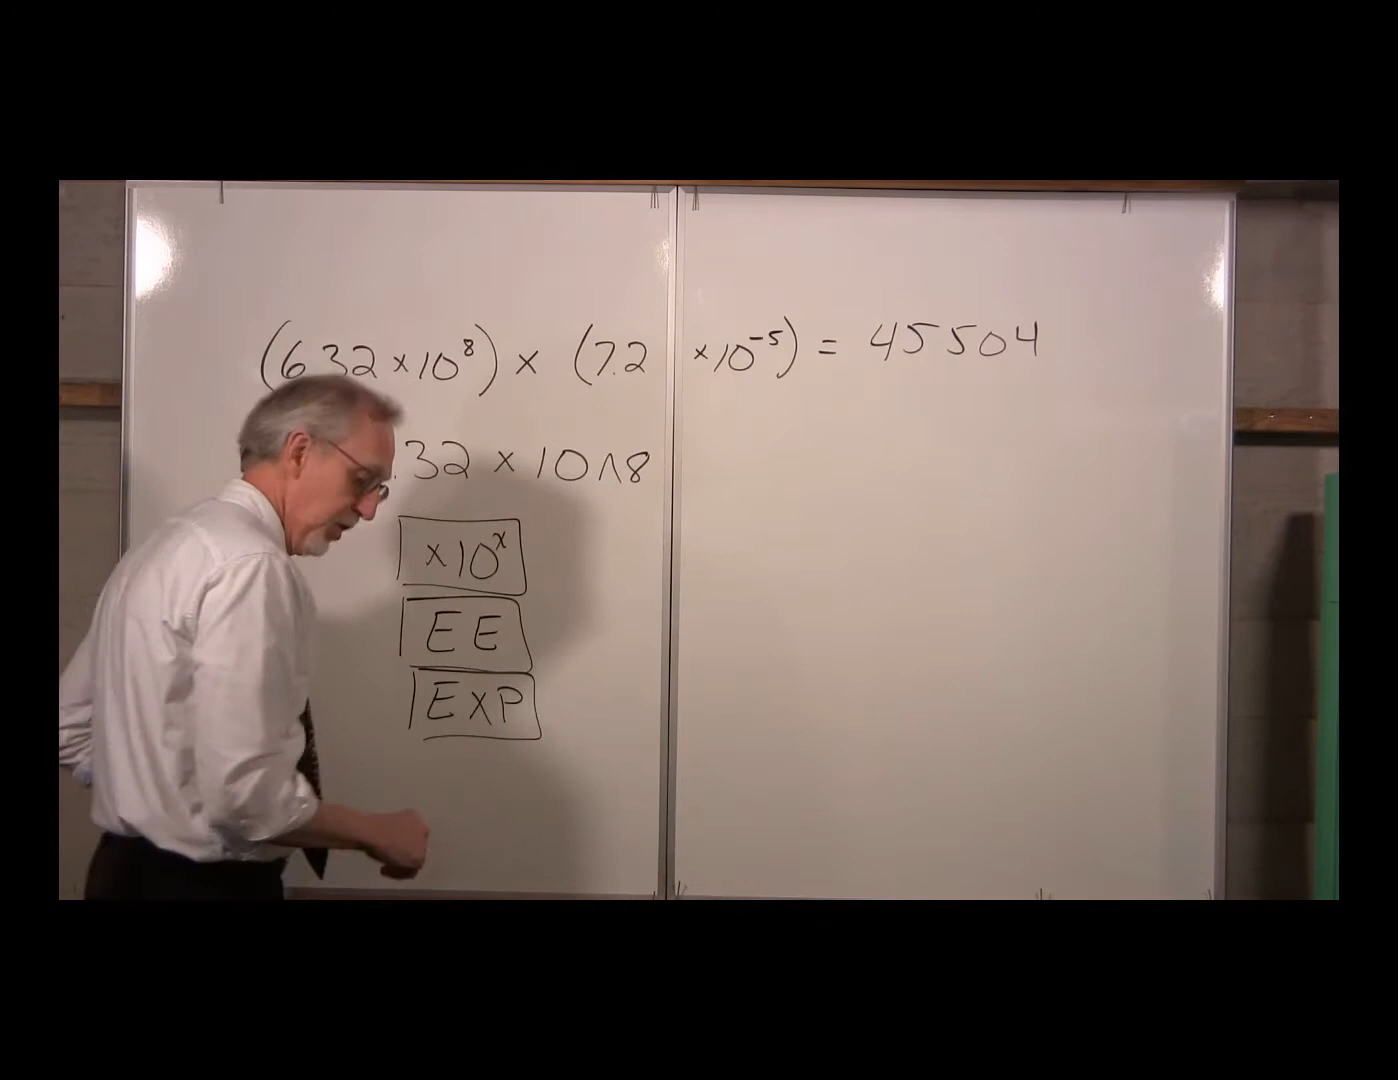 (6.32 × 10⁸) × (7.2 × 10⁻⁵) = 45504
.32 × 10∧8
×10ˣ
EE
EXP